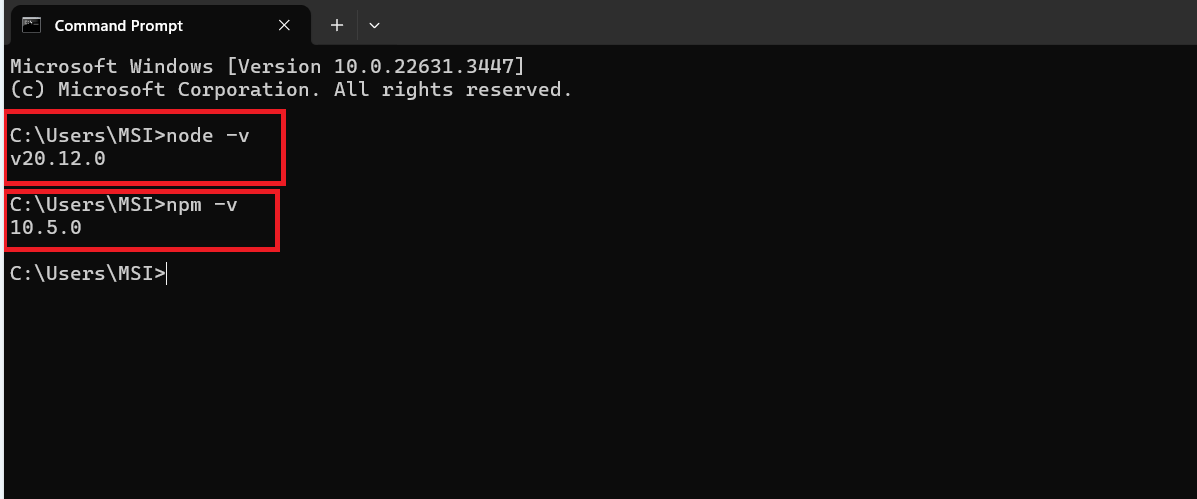 Command Prompt
Microsoft Windows [Version 10.0.22631.3447]
(c) Microsoft Corporation. All rights reserved.
C:\Users\MSI>node -v
v20.12.0
C:\Users\MSI>npm -v
10.5.0
C:\Users\MSI>